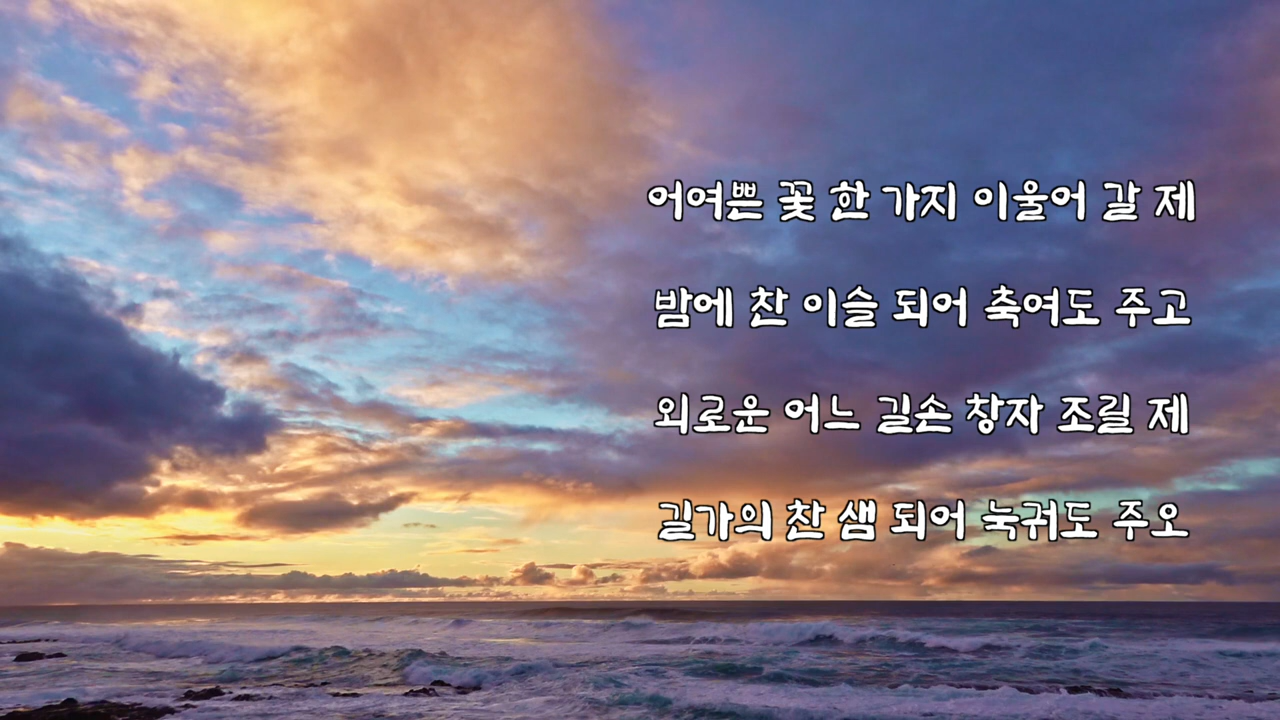 어여쁜 꽃 한 가지 이울어 갈 제
밤에 찬 이슬 되어 축여도 주고
외로운 어느 길손 창자 조릴 제
길가의 찬 샘 되어 눅궈도 주오